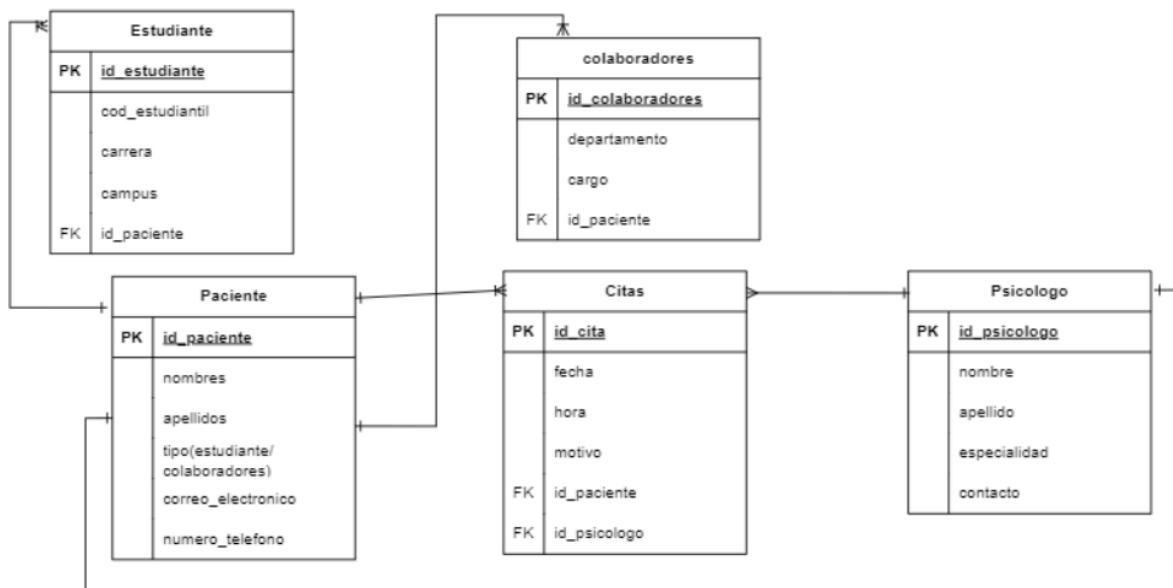 Estudiante
PK id_estudiante
cod_estudiantil
carrera
campus
FK id_paciente
colaboradores
PK id_colaboradores
departamento
cargo
FK id_paciente
Paciente
PK id_paciente
nombres
apellidos
tipo(estudiante/
colaboradores)
correo_electronico
numero_telefono
Citas
PK id_cita
fecha
hora
motivo
FK id_paciente
FK id_psicologo
Psicologo
PK id_psicologo
nombre
apellido
especialidad
contacto